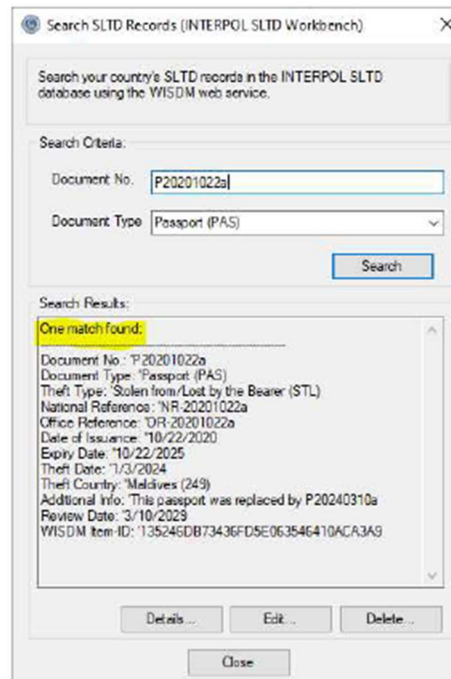 Search SLTD Records (INTERPOL SLTD Workbench)
Search your country's SLTD records in the INTERPOL SLTD
database using the WISDM web service.
Search Criteria:
Document No. P20201022a
Document Type Passport (PAS)
Search
Search Results:
One match found:
Document No.: 'P20201022a
Document Type: 'Passport (PAS)
Theft Type: 'Stolen from/Lost by the Bearer (STL)
National Reference: 'NR-20201022a
Office Reference: 'OR-20201022a
Date of Issuance: '10/22/2020
Expiry Date: '10/22/2025
Theft Date: '1/3/2024
Theft Country: 'Maldives (249)
Additional Info: 'This passport was replaced by P20240310a
Review Date: '3/10/2029
WISDM Item-ID: '135246DB73436FD5E063546410ACA3A9
Details ...
Edit ...
Delete ...
Close